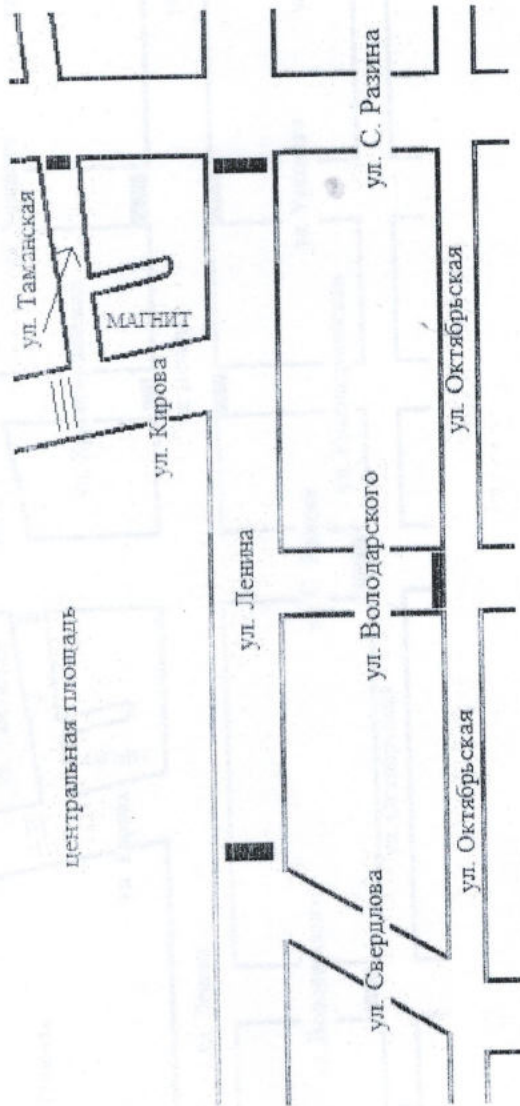 центральная площадь
ул. Таманская
МАГНИТ
ул. Кирова
ул. Ленина
ул. Свердлова
ул. Володарского
ул. С. Разина
ул. Октябрьская
ул. Октябрьская